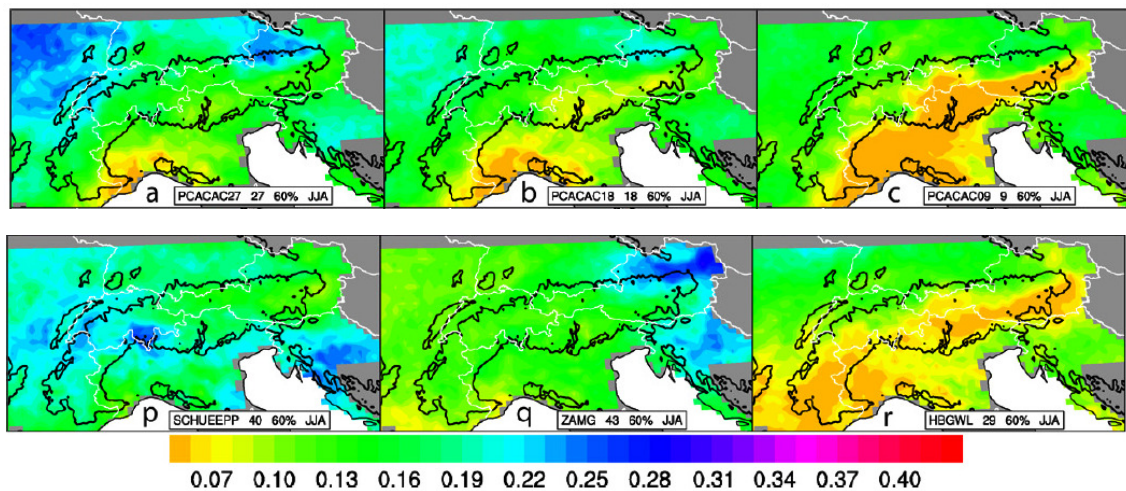 a b c
PCACAC27 27 60% JJA PCACAC18 18 60% JJA PCACAC09 9 60% JJA
p q r
SCHUEEPP 40 60% JJA ZAMG 43 60% JJA HBGWL 29 60% JJA
0.07 0.10 0.13 0.16 0.19 0.22 0.25 0.28 0.31 0.34 0.37 0.40